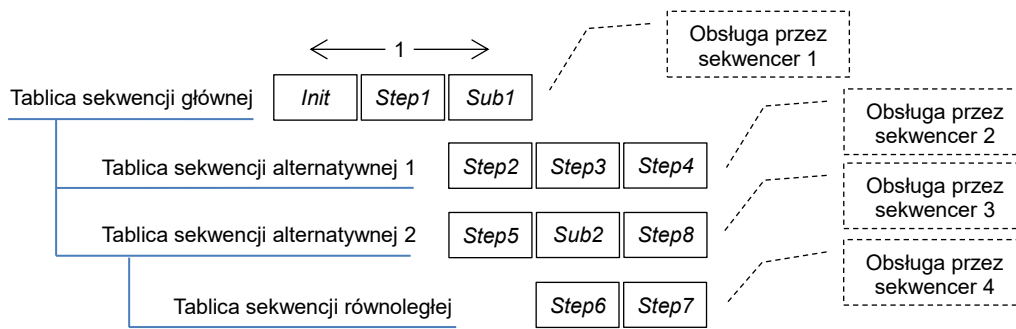 1
Obsługa przez
sekwencer 1
Tablica sekwencji głównej
Init Step1 Sub1
Obsługa przez
sekwencer 2
Tablica sekwencji alternatywnej 1
Step2 Step3 Step4
Obsługa przez
sekwencer 3
Tablica sekwencji alternatywnej 2
Step5 Sub2 Step8
Obsługa przez
sekwencer 4
Tablica sekwencji równoległej
Step6 Step7